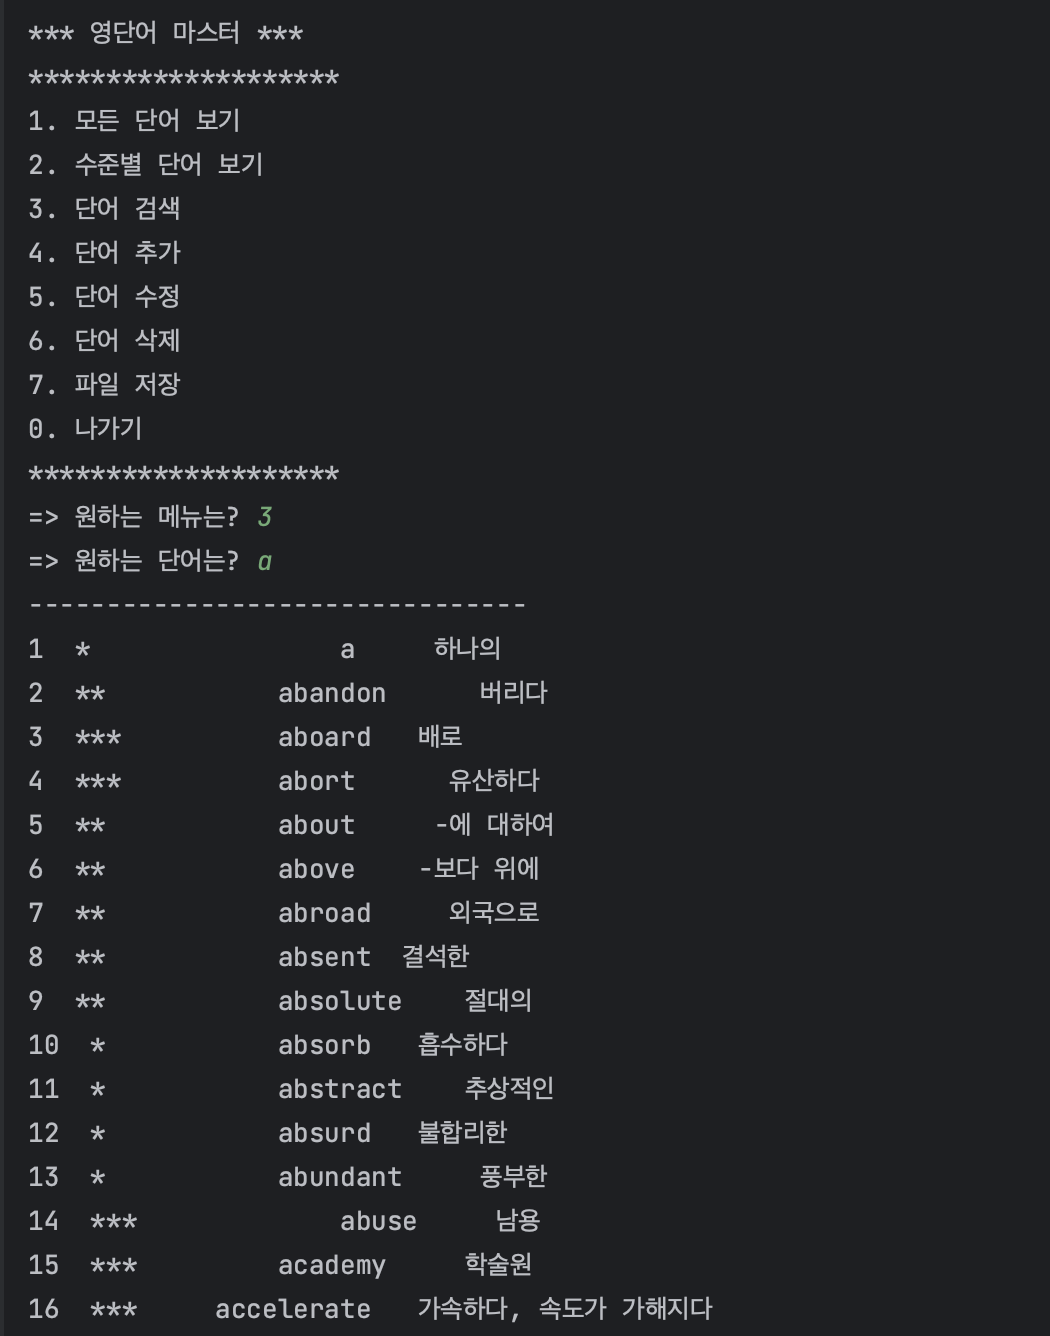 *** 영단어 마스터 ***
********************
1. 모든 단어 보기
2. 수준별 단어 보기
3. 단어 검색
4. 단어 추가
5. 단어 수정
6. 단어 삭제
7. 파일 저장
0. 나가기
********************
=> 원하는 메뉴는? 3
=> 원하는 단어는? a
--------------------------------
1 * a 하나의
2 ** abandon 버리다
3 *** aboard 배로
4 *** abort 유산하다
5 ** about -에 대하여
6 ** above -보다 위에
7 ** abroad 외국으로
8 ** absent 결석한
9 ** absolute 절대의
10 * absorb 흡수하다
11 * abstract 추상적인
12 * absurd 불합리한
13 * abundant 풍부한
14 *** abuse 남용
15 *** academy 학술원
16 *** accelerate 가속하다, 속도가 가해지다